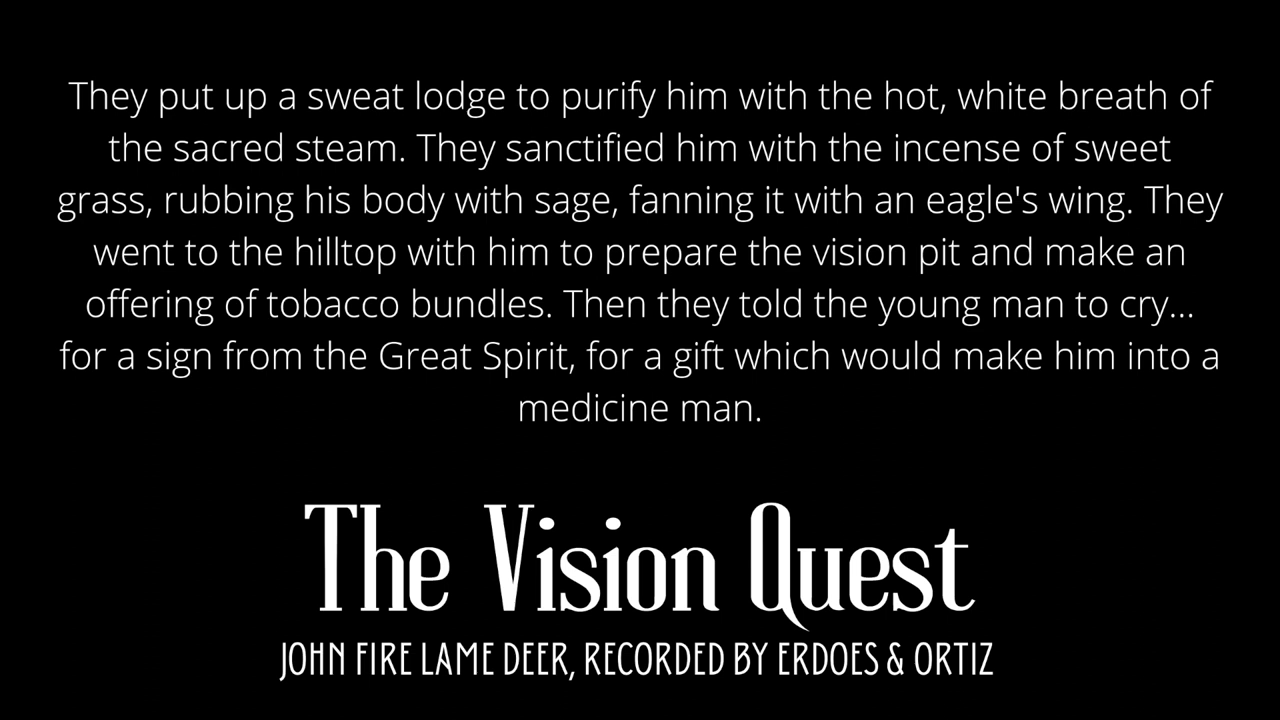 They put up a sweat lodge to purify him with the hot, white breath of
the sacred steam. They sanctified him with the incense of sweet
grass, rubbing his body with sage, fanning it with an eagle's wing. They
went to the hilltop with him to prepare the vision pit and make an
offering of tobacco bundles. Then they told the young man to cry...
for a sign from the Great Spirit, for a gift which would make him into a
medicine man.
The Vision Quest
JOHN FIRE LAME DEER, RECORDED BY ERDOES & ORTIZ